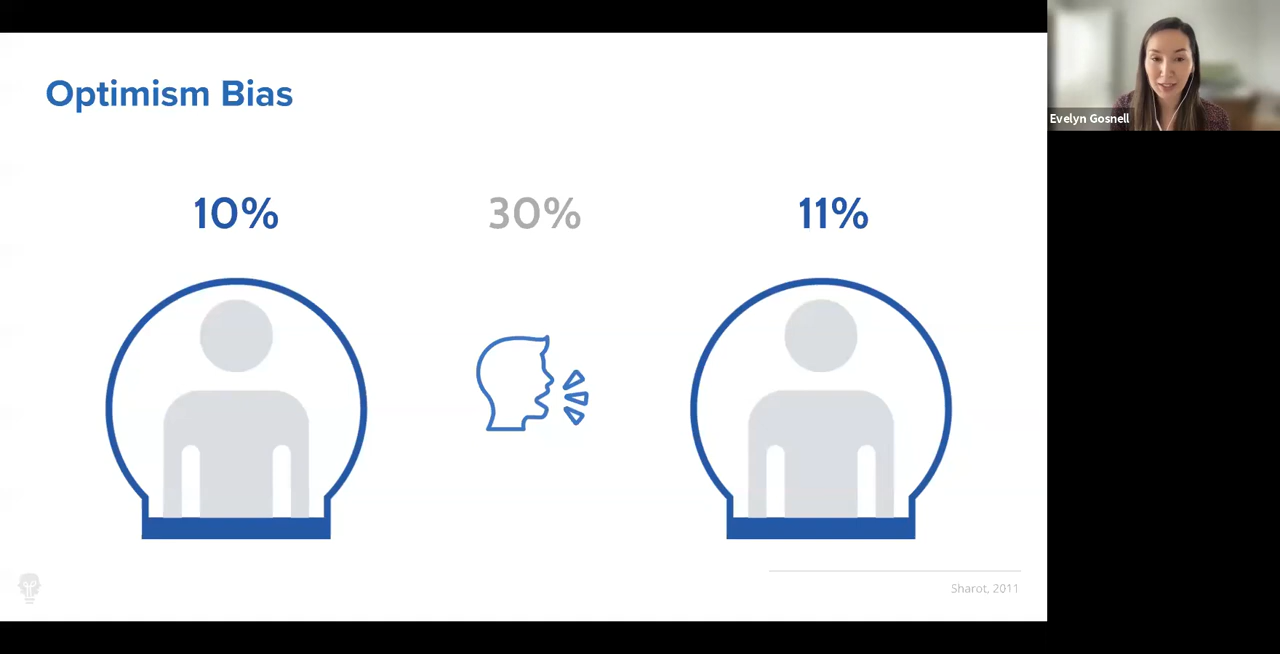 Optimism Bias
10% 30% 11%
Sharot, 2011
Evelyn Gosnell